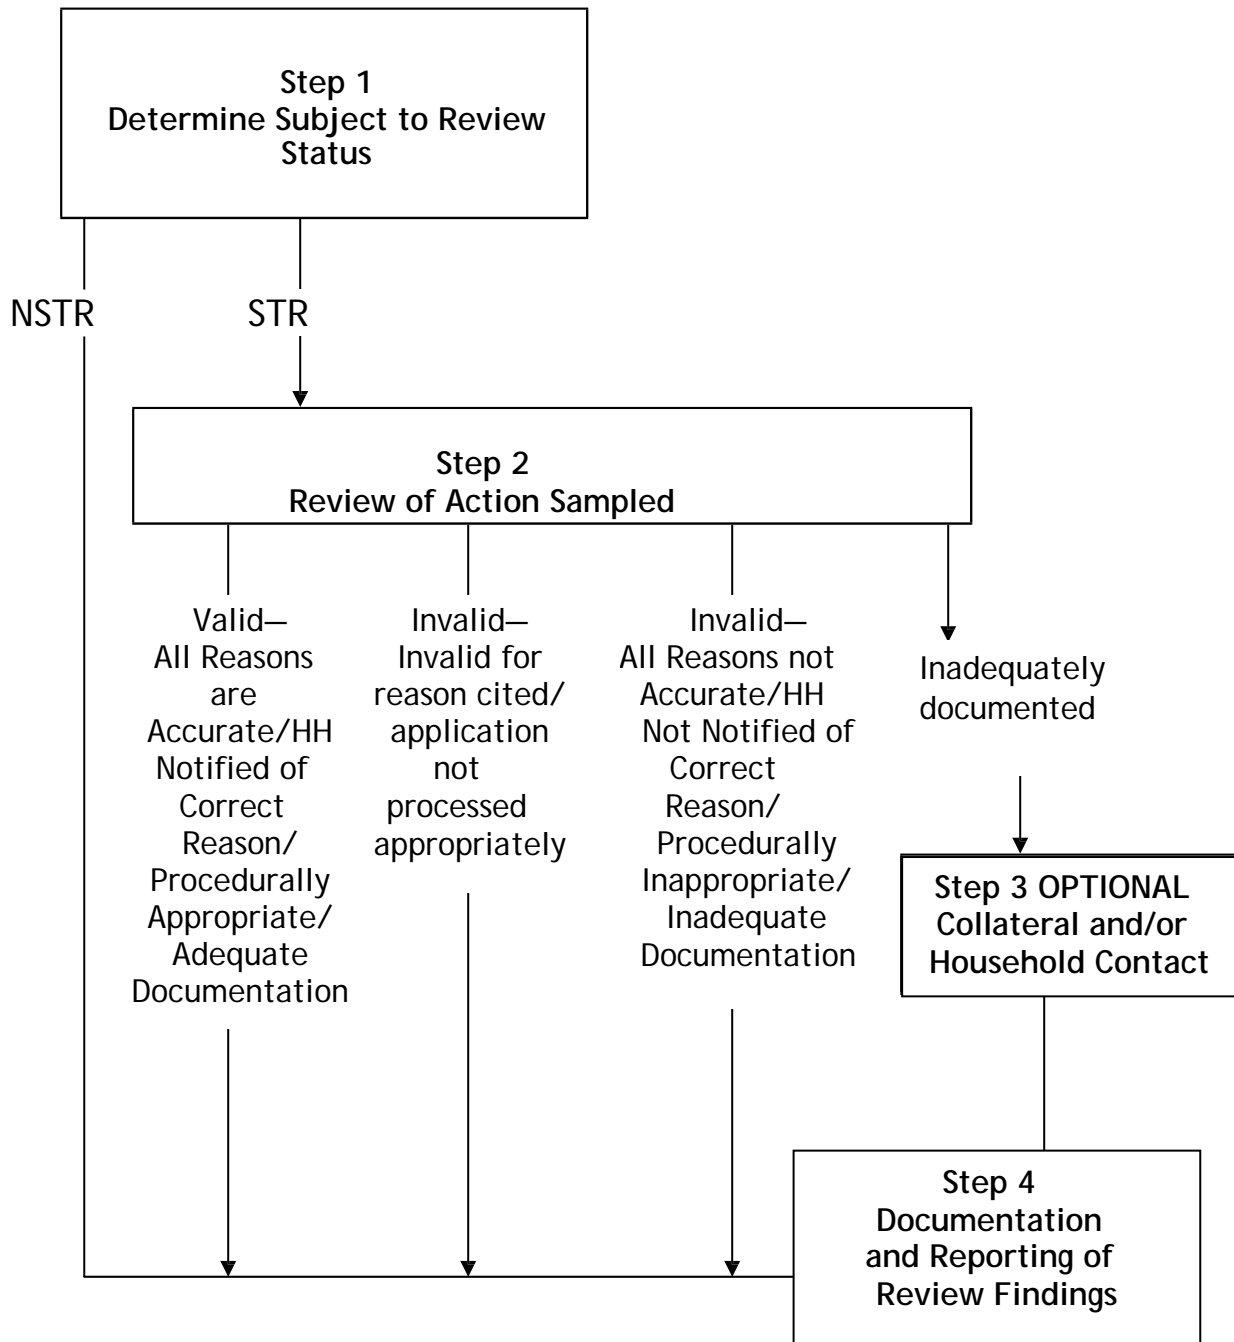 Step 1
Determine Subject to Review
Status
NSTR
STR
Step 2
Review of Action Sampled
Valid—
All Reasons
are
Accurate/HH
Notified of
Correct
Reason/
Procedurally
Appropriate/
Adequate
Documentation
Invalid—
Invalid for
reason cited/
application
not
processed
appropriately
Invalid—
All Reasons not
Accurate/HH
Not Notified of
Correct
Reason/
Procedurally
Inappropriate/
Inadequate
Documentation
Inadequately
documented
Step 3 OPTIONAL
Collateral and/or
Household Contact
Step 4
Documentation
and Reporting of
Review Findings